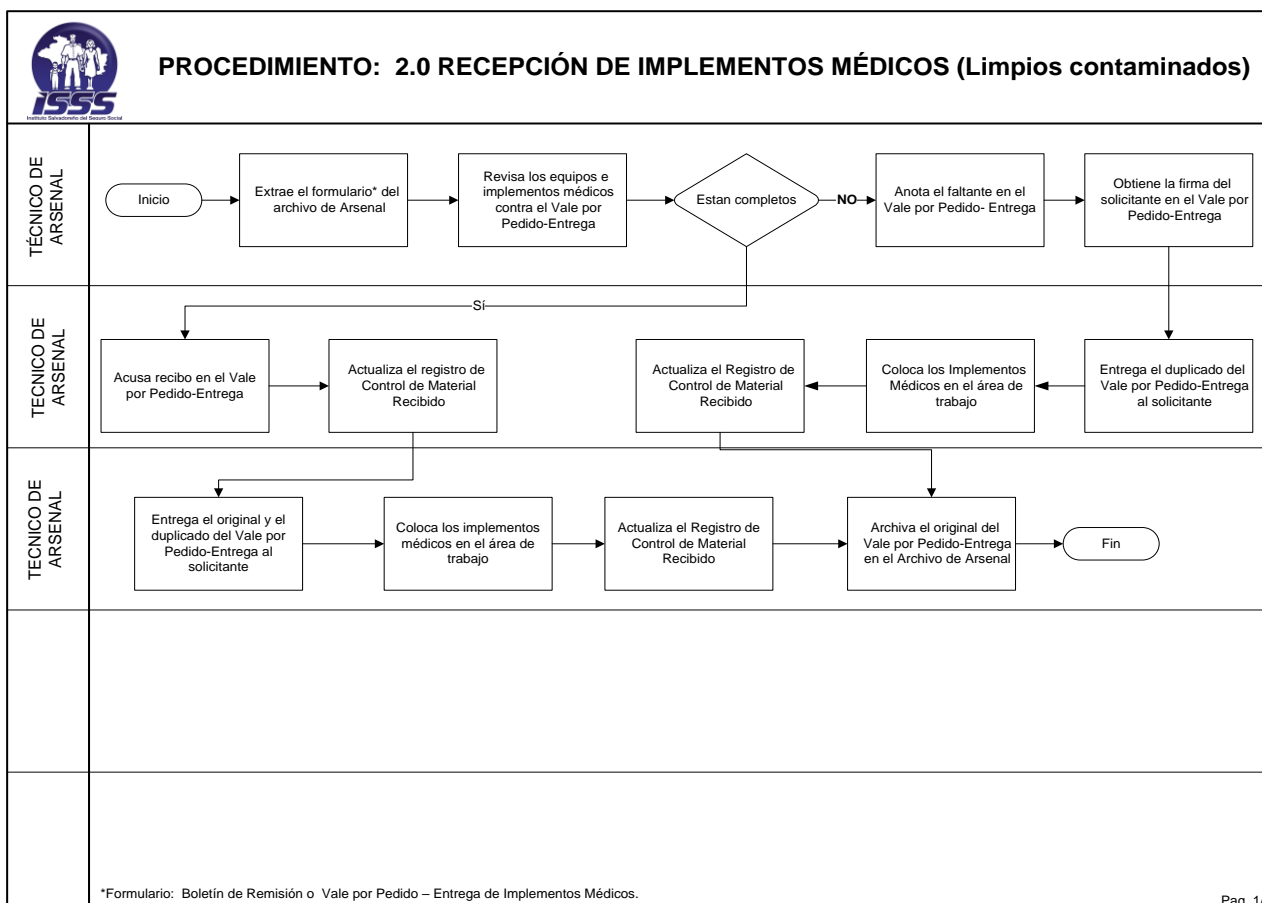 ISSS
Instituto Salvadoreño del Seguro Social
PROCEDIMIENTO: 2.0 RECEPCIÓN DE IMPLEMENTOS MÉDICOS (Limpios contaminados)
TÉCNICO DE
ARSENAL
Inicio
Extrae el formulario* del
archivo de Arsenal
Revisa los equipos e
implementos médicos
contra el Vale por
Pedido-Entrega
Estan completos
NO
Anota el faltante en el
Vale por Pedido- Entrega
Obtiene la firma del
solicitante en el Vale por
Pedido-Entrega
Sí
TECNICO DE
ARSENAL
Acusa recibo en el Vale
por Pedido-Entrega
Actualiza el registro de
Control de Material
Recibido
Actualiza el Registro de
Control de Material
Recibido
Coloca los Implementos
Médicos en el área de
trabajo
Entrega el duplicado del
Vale por Pedido-Entrega
al solicitante
TECNICO DE
ARSENAL
Entrega el original y el
duplicado del Vale por
Pedido-Entrega al
solicitante
Coloca los implementos
médicos en el área de
trabajo
Actualiza el Registro de
Control de Material
Recibido
Archiva el original del
Vale por Pedido-Entrega
en el Archivo de Arsenal
Fin
*Formulario: Boletín de Remisión o Vale por Pedido – Entrega de Implementos Médicos.
Pag. 1/